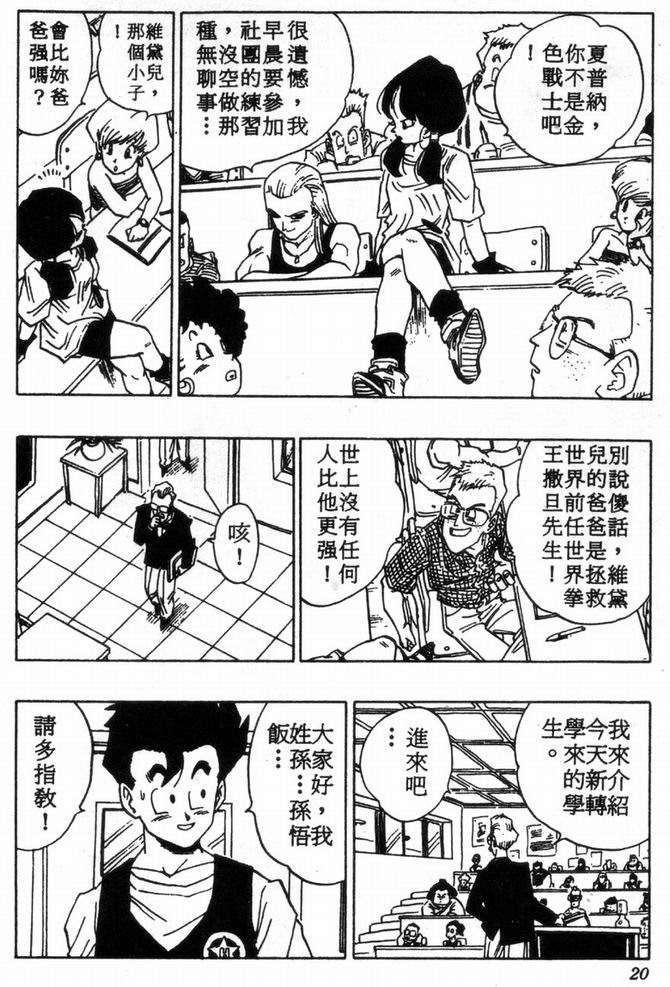 夏普納，
你不是金
色戰士吧
！
很遺憾，我
早晨要參加
社團的練習
，沒空做那
種無聊事…
維黛兒，
那個小子
會比妳爸
爸强嗎？
別說傻話，維黛
兒的爸爸是拯救
世界前任世界拳
王撒旦先生！
世上沒有任何
人比他更强！
咳！
我來介紹
今天新轉
學來的學
生。
進來吧
…
大家好，我
姓孫…孫悟
飯…
請多指教！
20